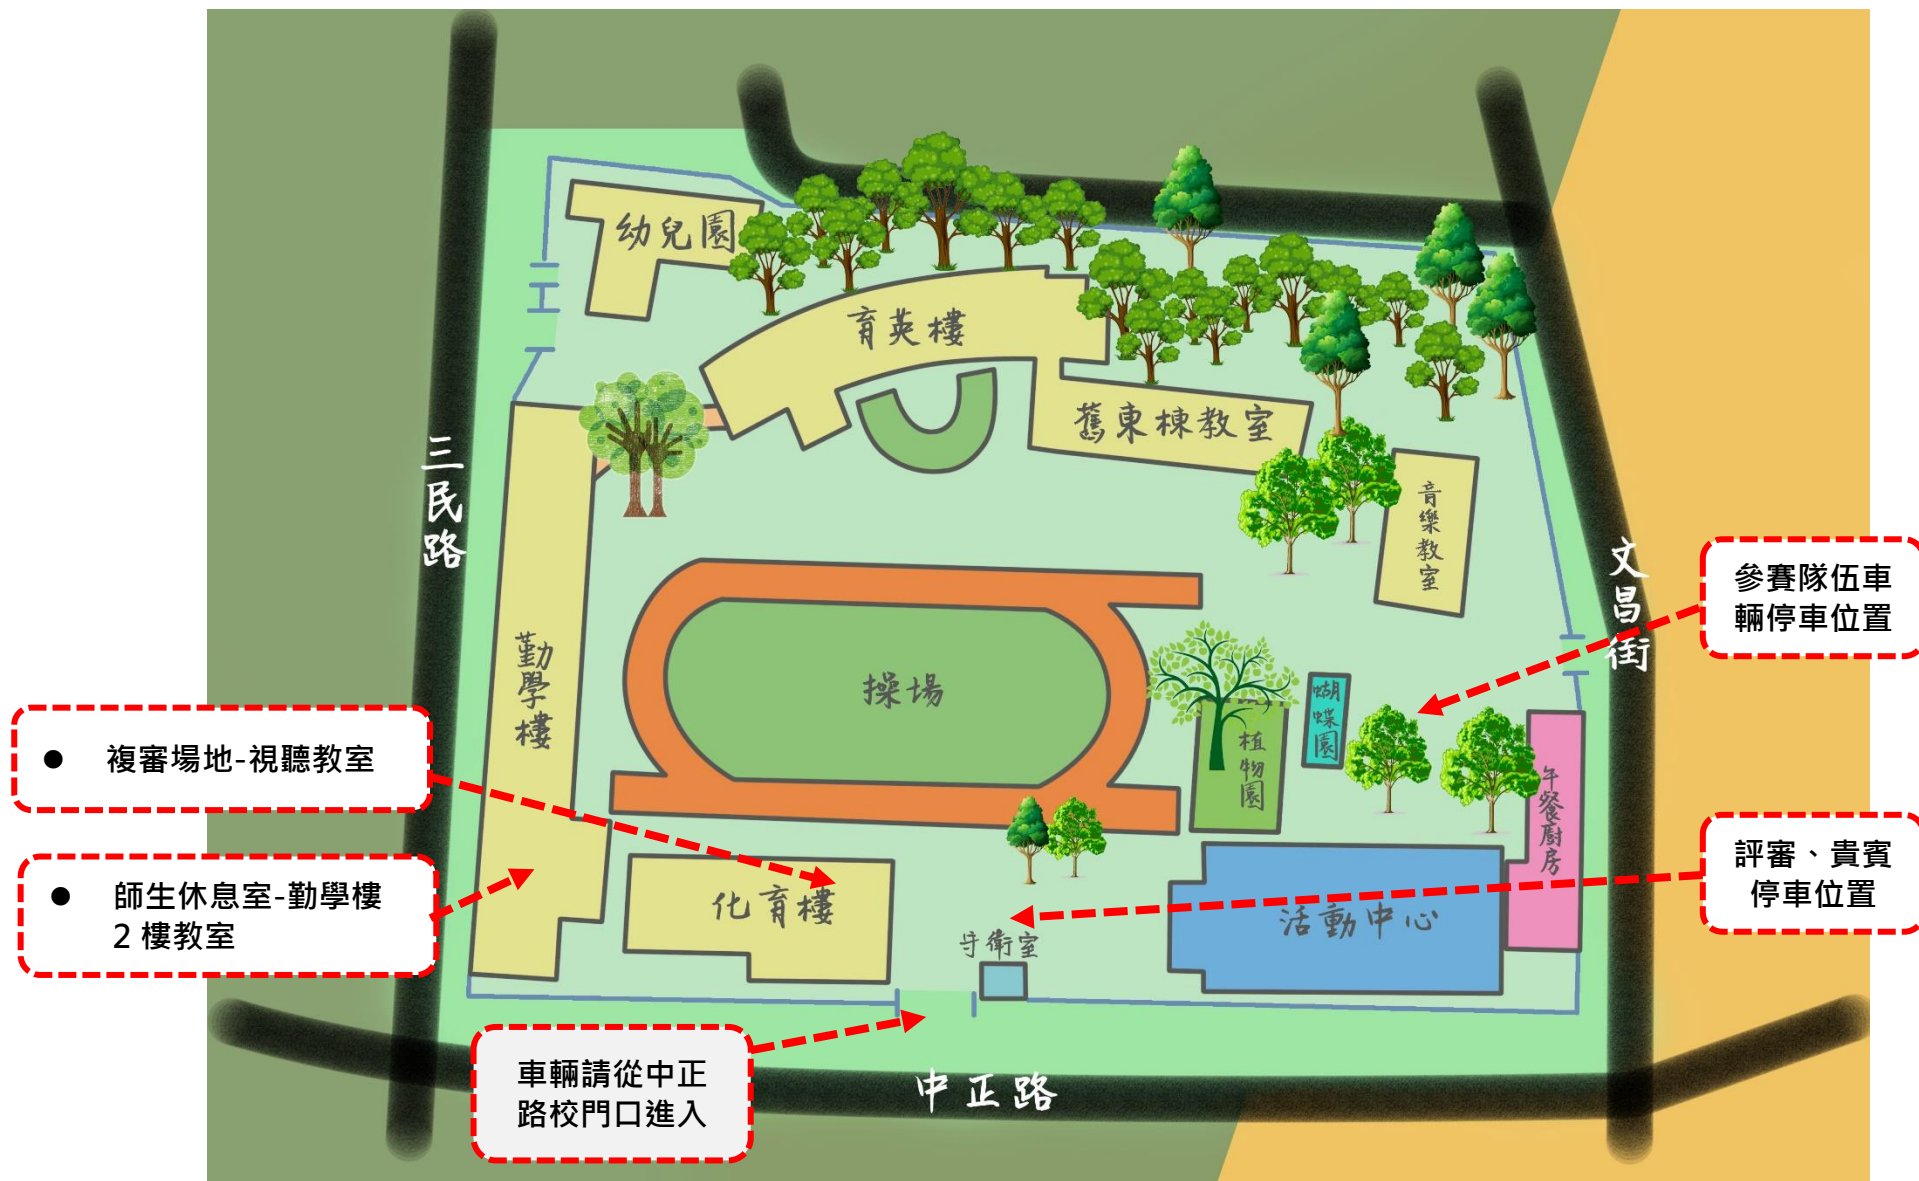 幼兒園
育英樓
舊東棟教室
音樂教室
三民路
文昌街
參賽隊伍車
輛停車位置
勤學樓
操場
蝴蝶園
植物園
● 複審場地-視聽教室
午餐廚房
● 師生休息室-勤學樓
2樓教室
化育樓
守衛室
活動中心
評審、貴賓
停車位置
車輛請從中正
路校門口進入
中正路